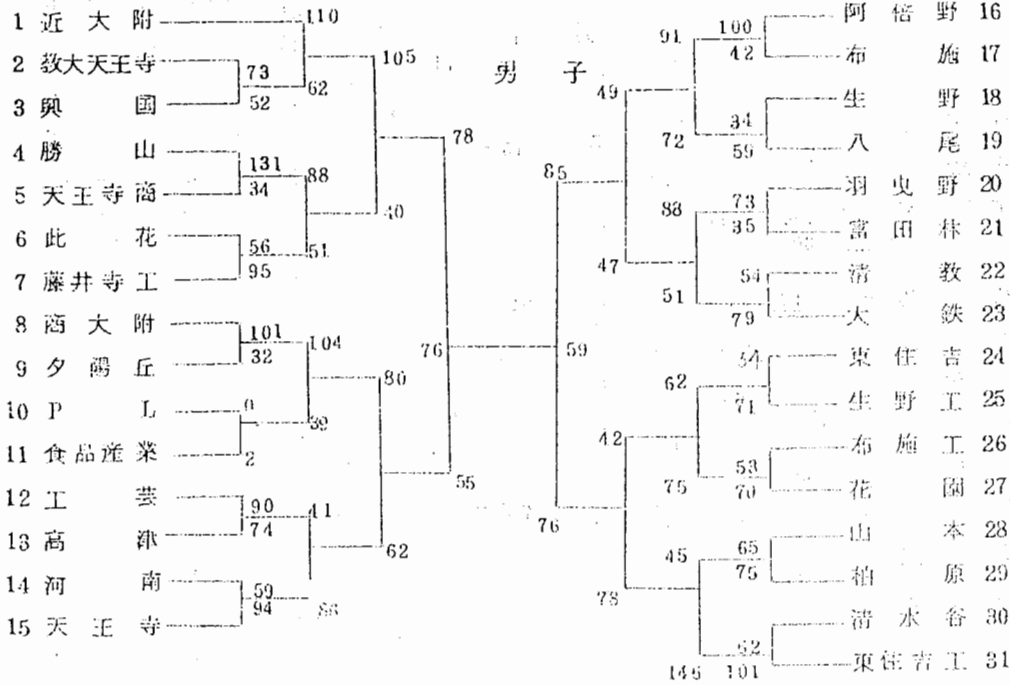 男子
1 近大附
2 教大天王寺
3 興国
4 勝山
5 天王寺商
6 此花
7 藤井寺工
8 商大附
9 夕陽丘
10 PL
11 食品産業
12 工芸
13 高津
14 河南
15 天王寺
110
73
52
62
105
131
34
88
56
95
51
40
78
101
32
104
0
2
39
80
90
74
41
59
94
86
62
55
76
59
85
76
阿倍野 16
布施 17
生野 18
八尾 19
羽曳野 20
富田林 21
清教 22
大鉄 23
東住吉 24
生野工 25
布施工 26
花園 27
山本 28
柏原 29
清水谷 30
東住吉工 31
100
42
91
34
59
72
49
73
35
88
54
79
51
47
54
71
62
53
70
75
42
65
75
45
62
101
146
78